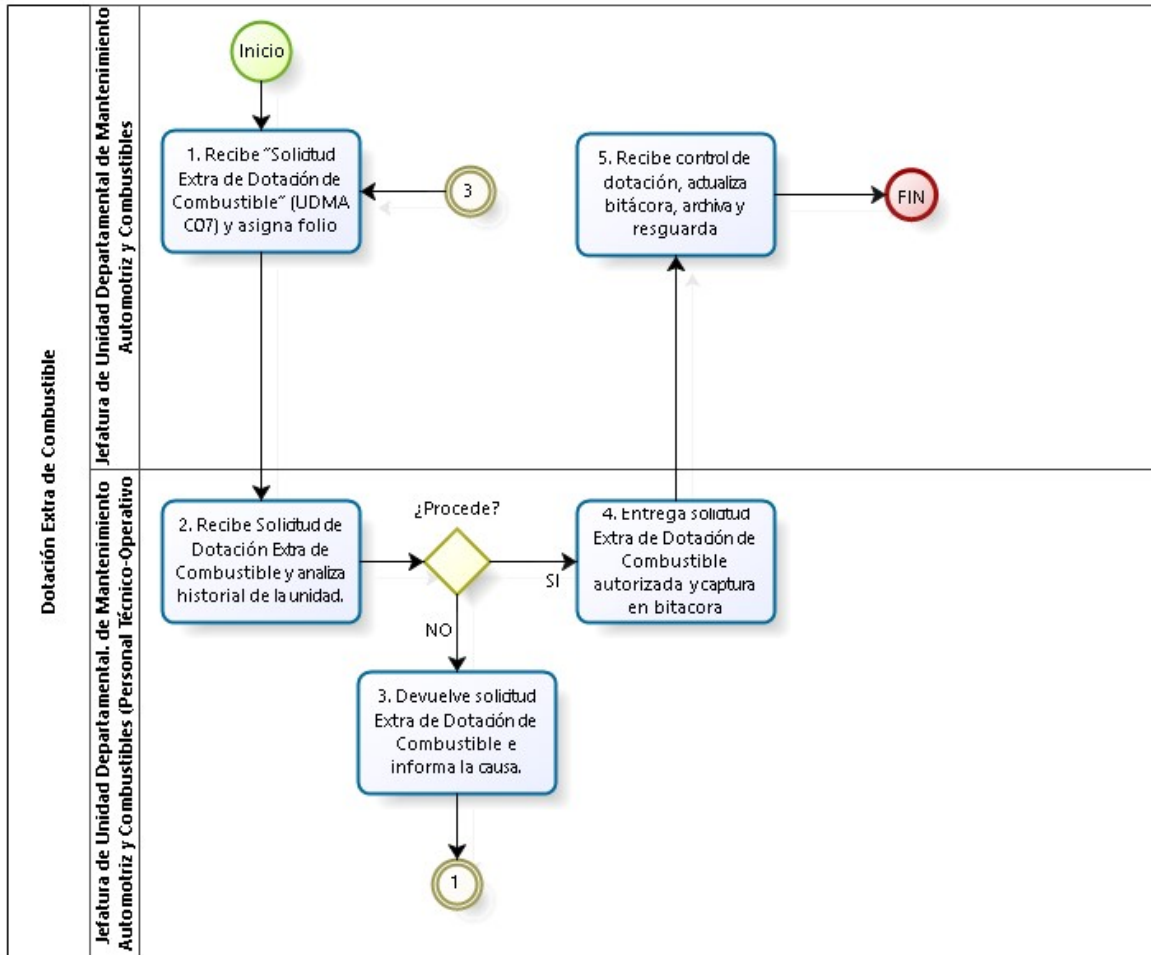 Dotación Extra de Combustible
Jefatura de Unidad Departamental de Mantenimiento
Automotriz y Combustibles
Inicio
1. Recibe “Solicitud
Extra de Dotación de
Combustible” (UDMA
C07) y asigna folio
3
5. Recibe control de
dotación, actualiza
bitácora, archiva y
resguarda
FIN
Jefatura de Unidad Departamental. de Mantenimiento
Automotriz y Combustibles (Personal Técnico-Operativo
2. Recibe Solicitud de
Dotación Extra de
Combustible y analiza
historial de la unidad.
¿Procede?
SI
NO
4. Entrega solicitud
Extra de Dotación de
Combustible
autorizada y captura
en bitacora
3. Devuelve solicitud
Extra de Dotación de
Combustible e
informa la causa.
1